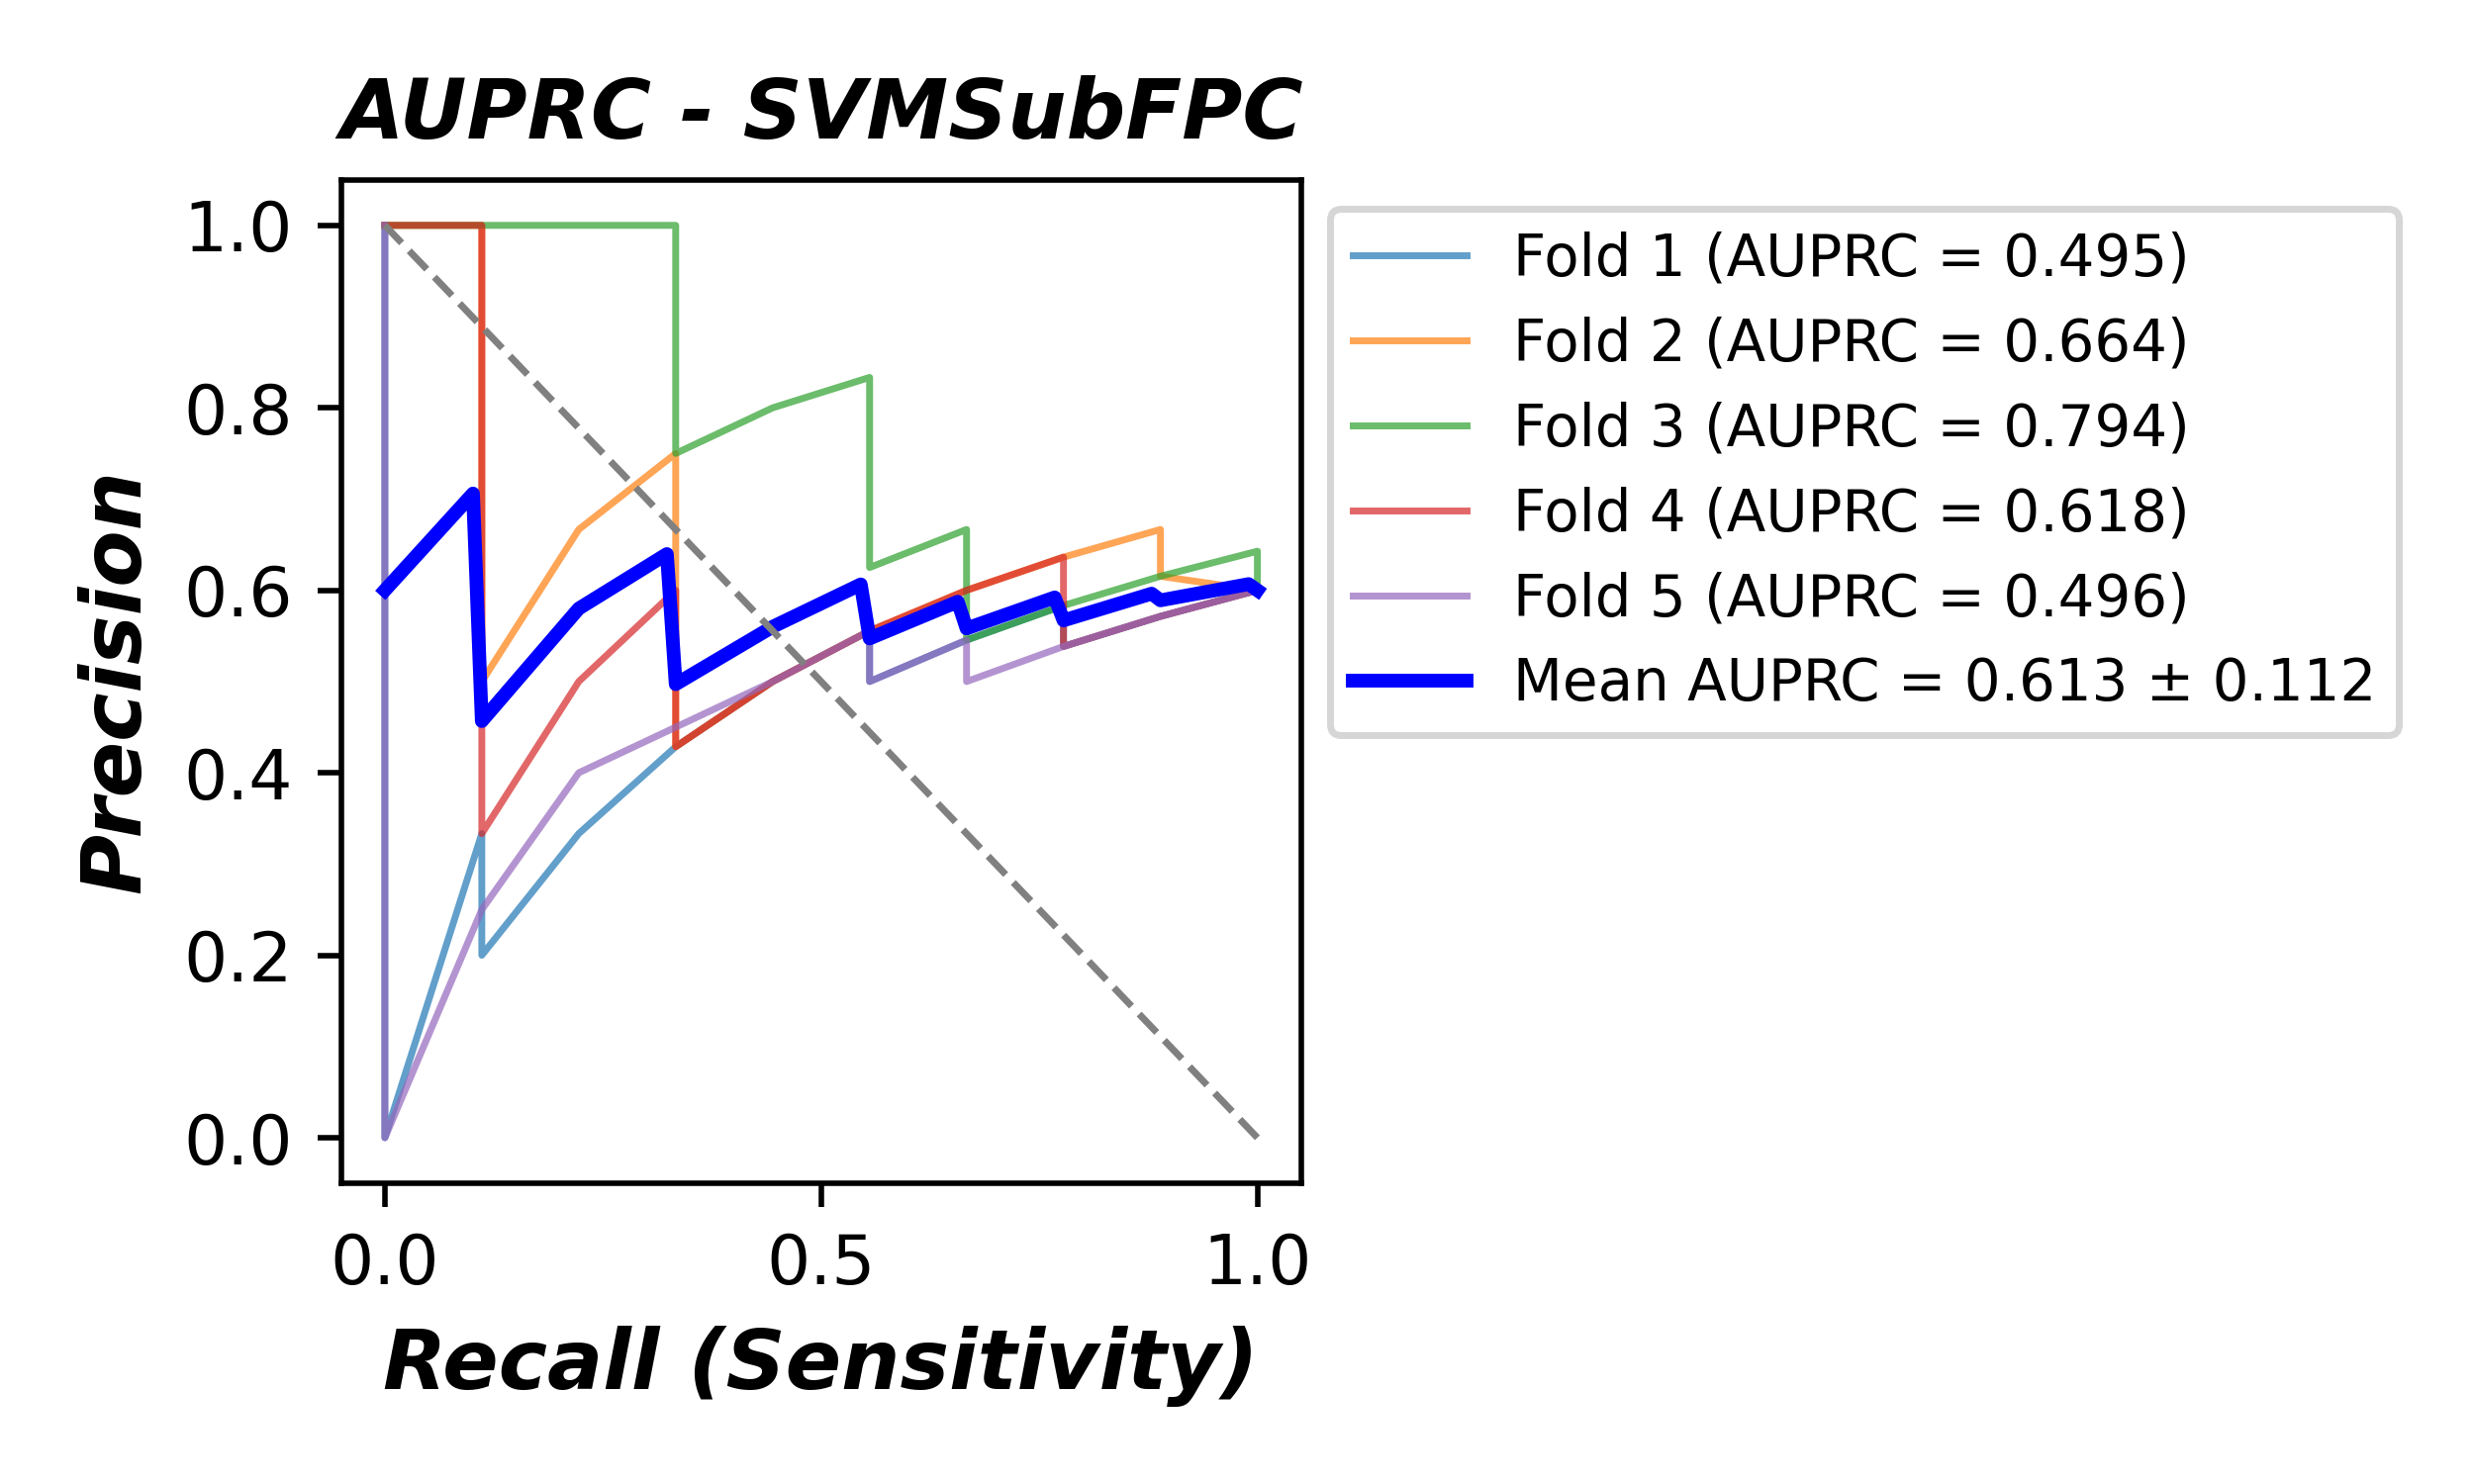 AUPRC - SVMSubFPC
Precision
1.0
0.8
0.6
0.4
0.2
0.0
0.0 0.5 1.0
Recall (Sensitivity)
Fold 1 (AUPRC = 0.495)
Fold 2 (AUPRC = 0.664)
Fold 3 (AUPRC = 0.794)
Fold 4 (AUPRC = 0.618)
Fold 5 (AUPRC = 0.496)
Mean AUPRC = 0.613 ± 0.112